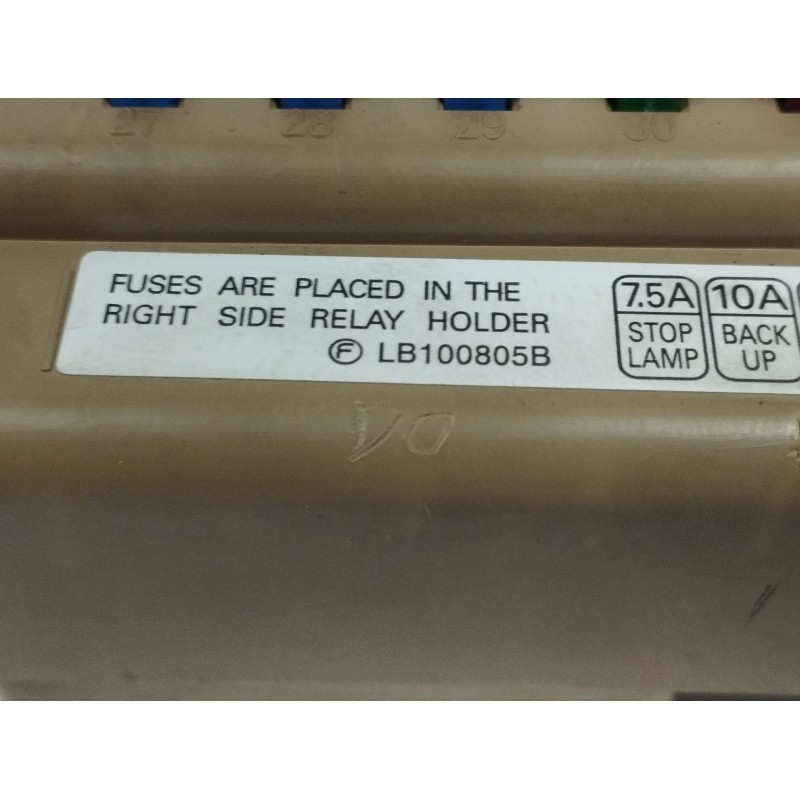 27 28 29 30
FUSES ARE PLACED IN THE
RIGHT SIDE RELAY HOLDER
Ⓕ LB100805B
7.5A
STOP
LAMP
10A
BACK
UP